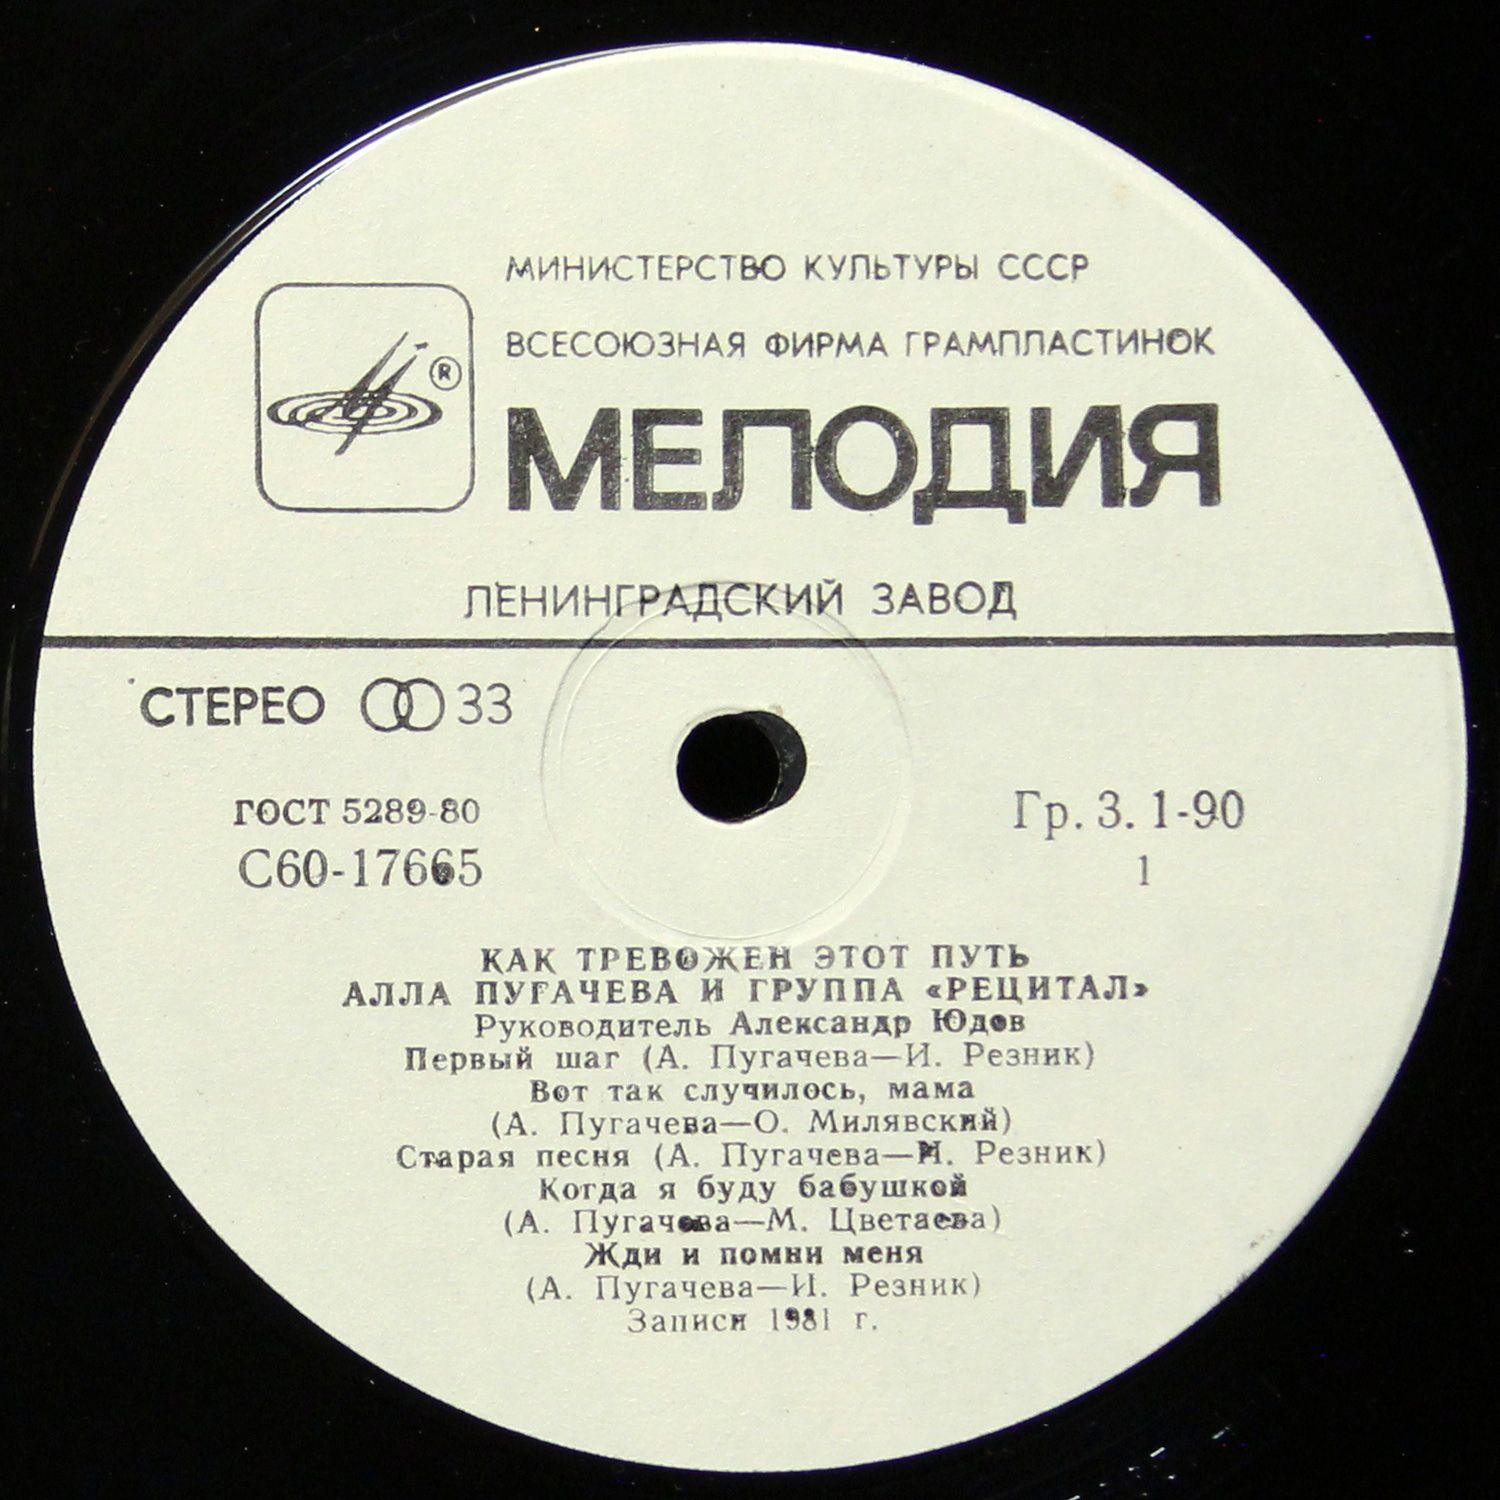 МИНИСТЕРСТВО КУЛЬТУРЫ СССР
ВСЕСОЮЗНАЯ ФИРМА ГРАМПЛАСТИНОК
®
МЕЛОДИЯ
ЛЕНИНГРАДСКИЙ ЗАВОД
СТЕРЕО 33
ГОСТ 5289-80
Гр. 3. 1-90
С60-17665
1
КАК ТРЕВОЖЕН ЭТОТ ПУТЬ
АЛЛА ПУГАЧЕВА И ГРУППА «РЕЦИТАЛ»
Руководитель Александр Юдов
Первый шаг (А. Пугачева—И. Резник)
Вот так случилось, мама
(А. Пугачева—О. Милявский)
Старая песня (А. Пугачева—И. Резник)
Когда я буду бабушкой
(А. Пугачева—М. Цветаева)
Жди и помни меня
(А. Пугачева—И. Резник)
Записи 1981 г.